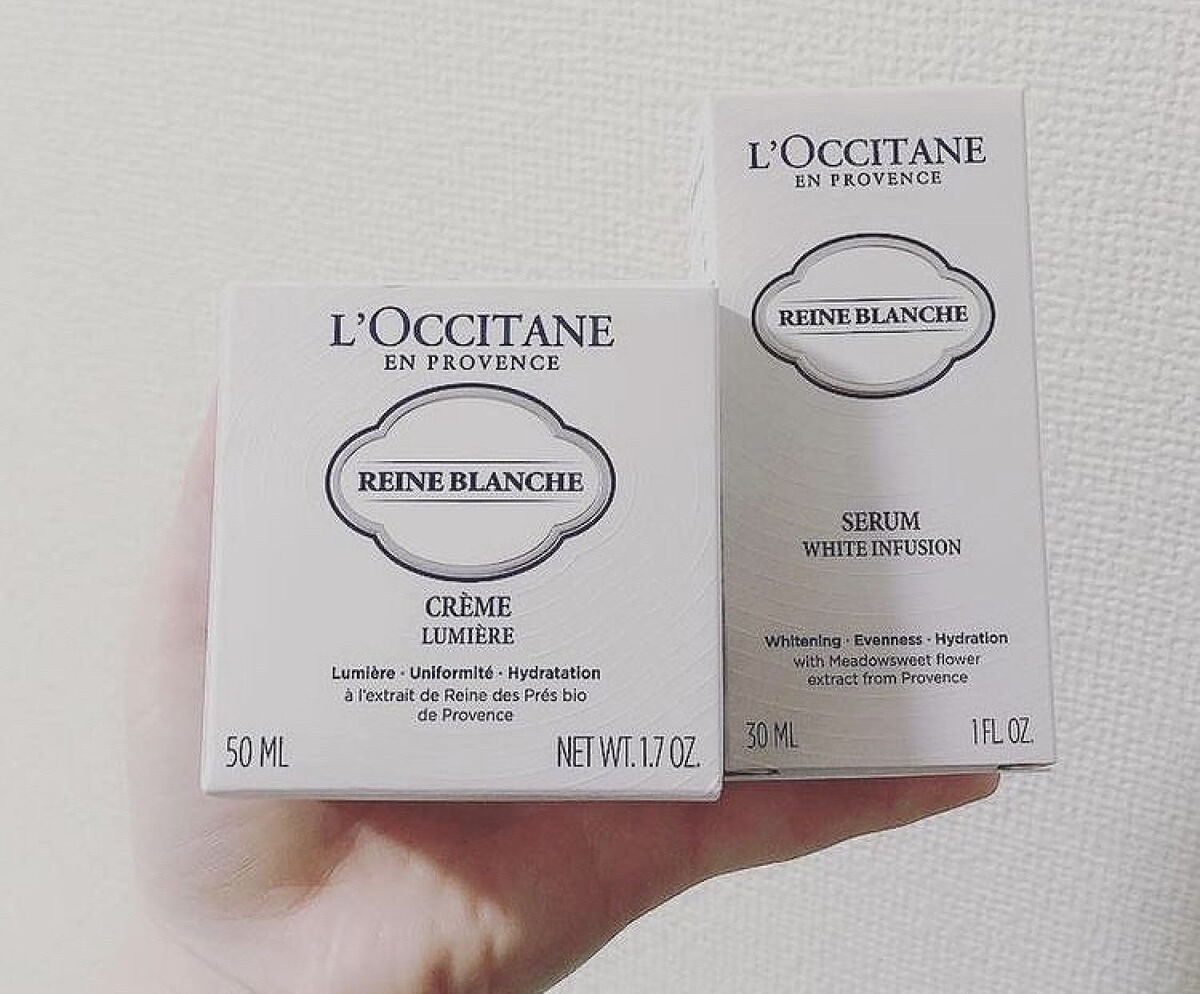 L'OCCITANE
EN PROVENCE
REINE BLANCHE
CRÈME
LUMIÈRE
Lumière · Uniformité · Hydratation
à l'extrait de Reine des Prés bio
de Provence
50 ML NET WT. 1.7 OZ.
L'OCCITANE
EN PROVENCE
REINE BLANCHE
SERUM
WHITE INFUSION
Whitening · Evenness · Hydration
with Meadowsweet flower
extract from Provence
30 ML 1 FL. OZ.